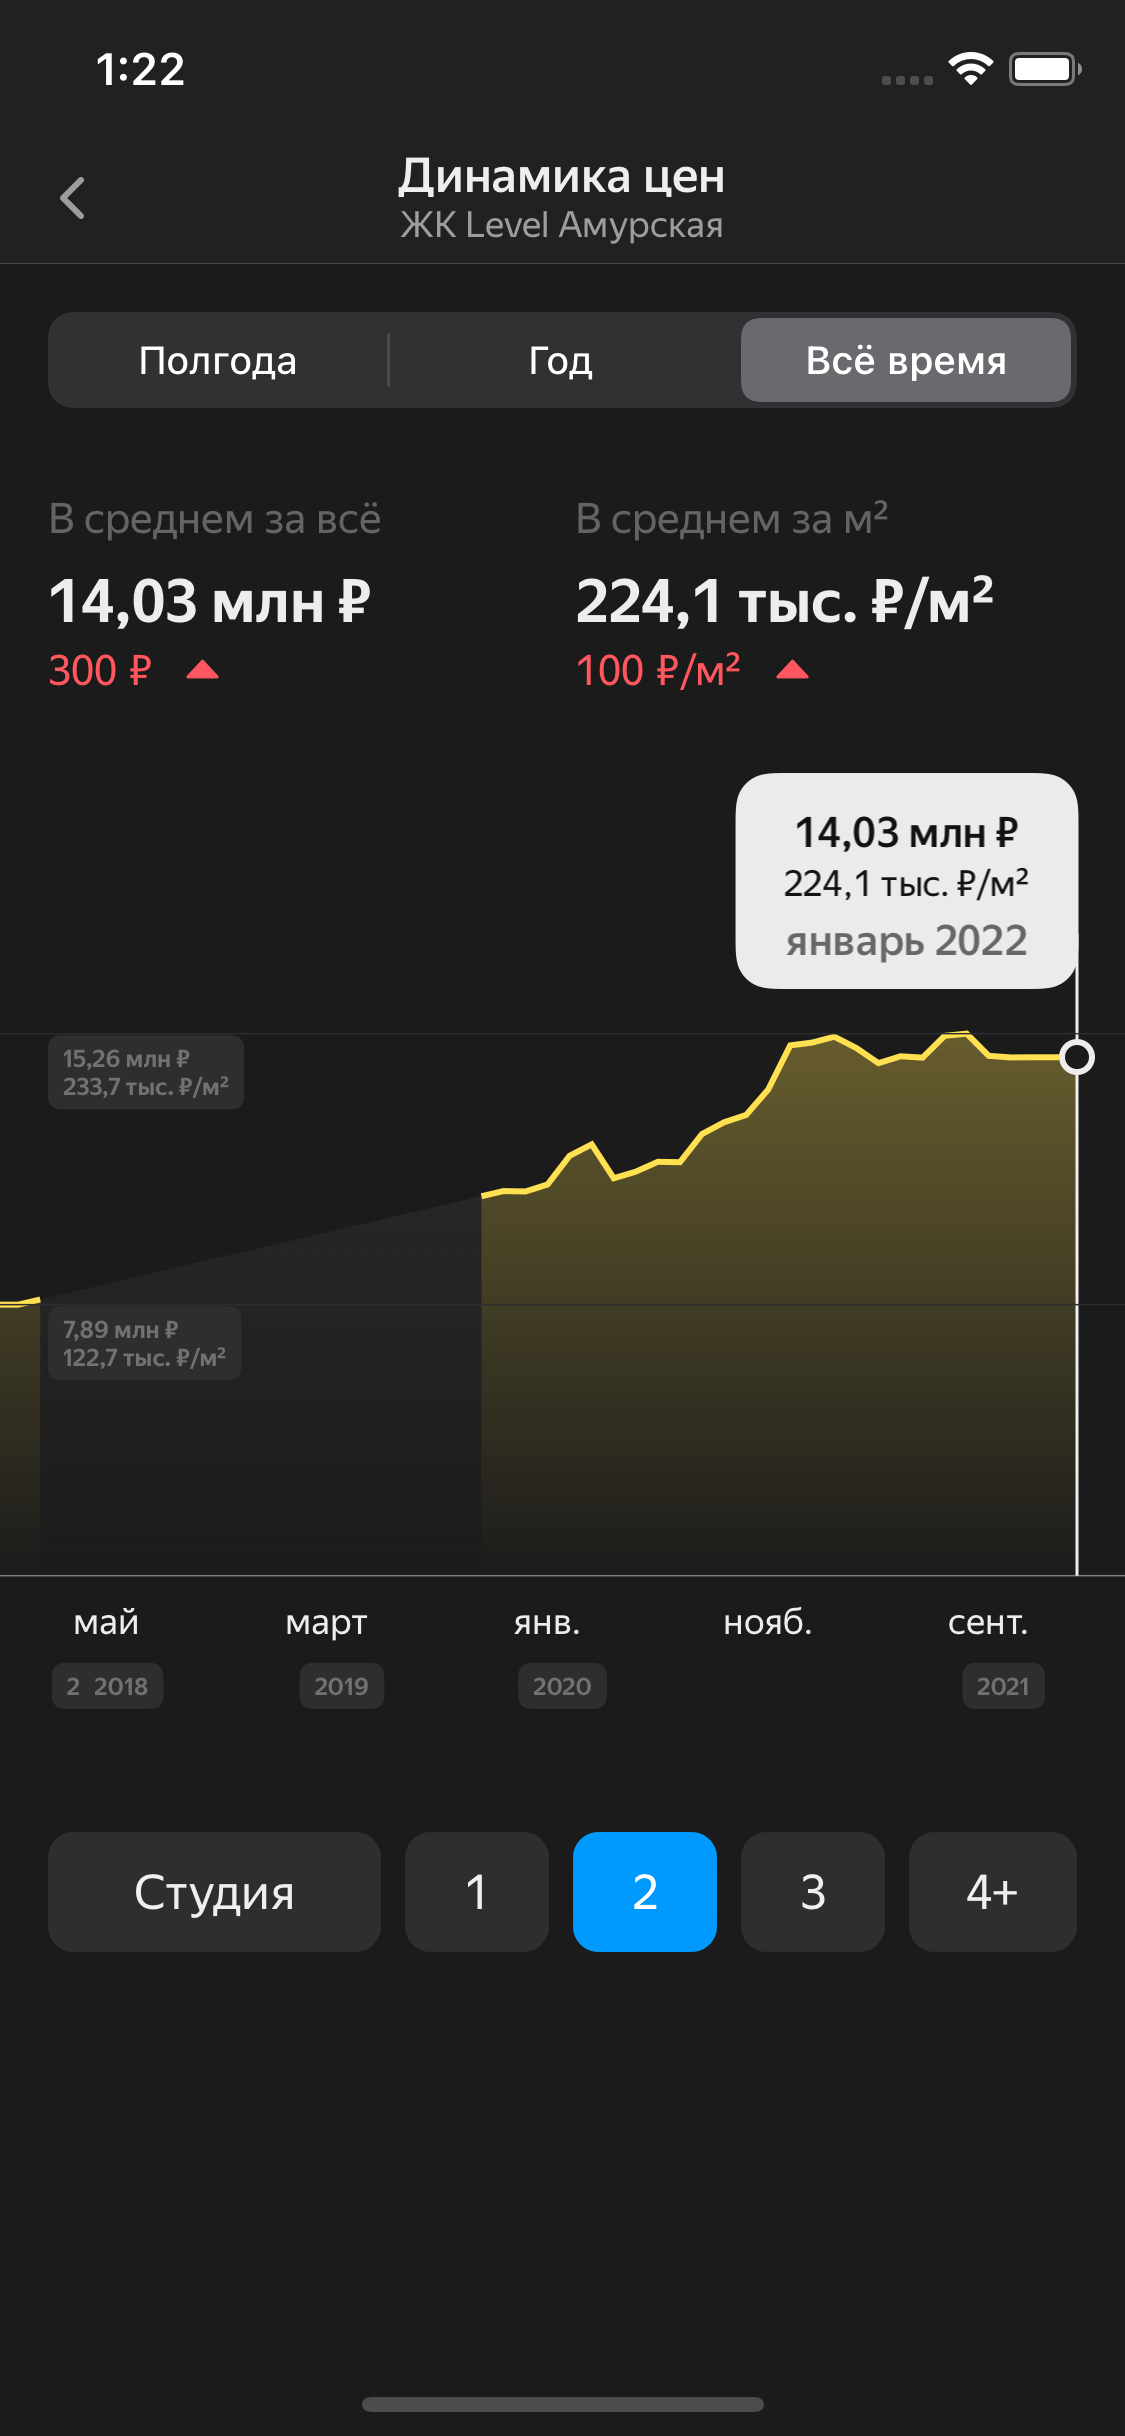 1:22
Динамика цен
ЖК Level Амурская
Полгода
Год
Всё время
В среднем за всё
14,03 млн ₽
300 ₽
В среднем за м²
224,1 тыс. ₽/м²
100 ₽/м²
14,03 млн ₽
224,1 тыс. ₽/м²
январь 2022
15,26 млн ₽
233,7 тыс. ₽/м²
7,89 млн ₽
122,7 тыс. ₽/м²
май март янв. нояб. сент.
2 2018 2019 2020 2021
Студия 1 2 3 4+